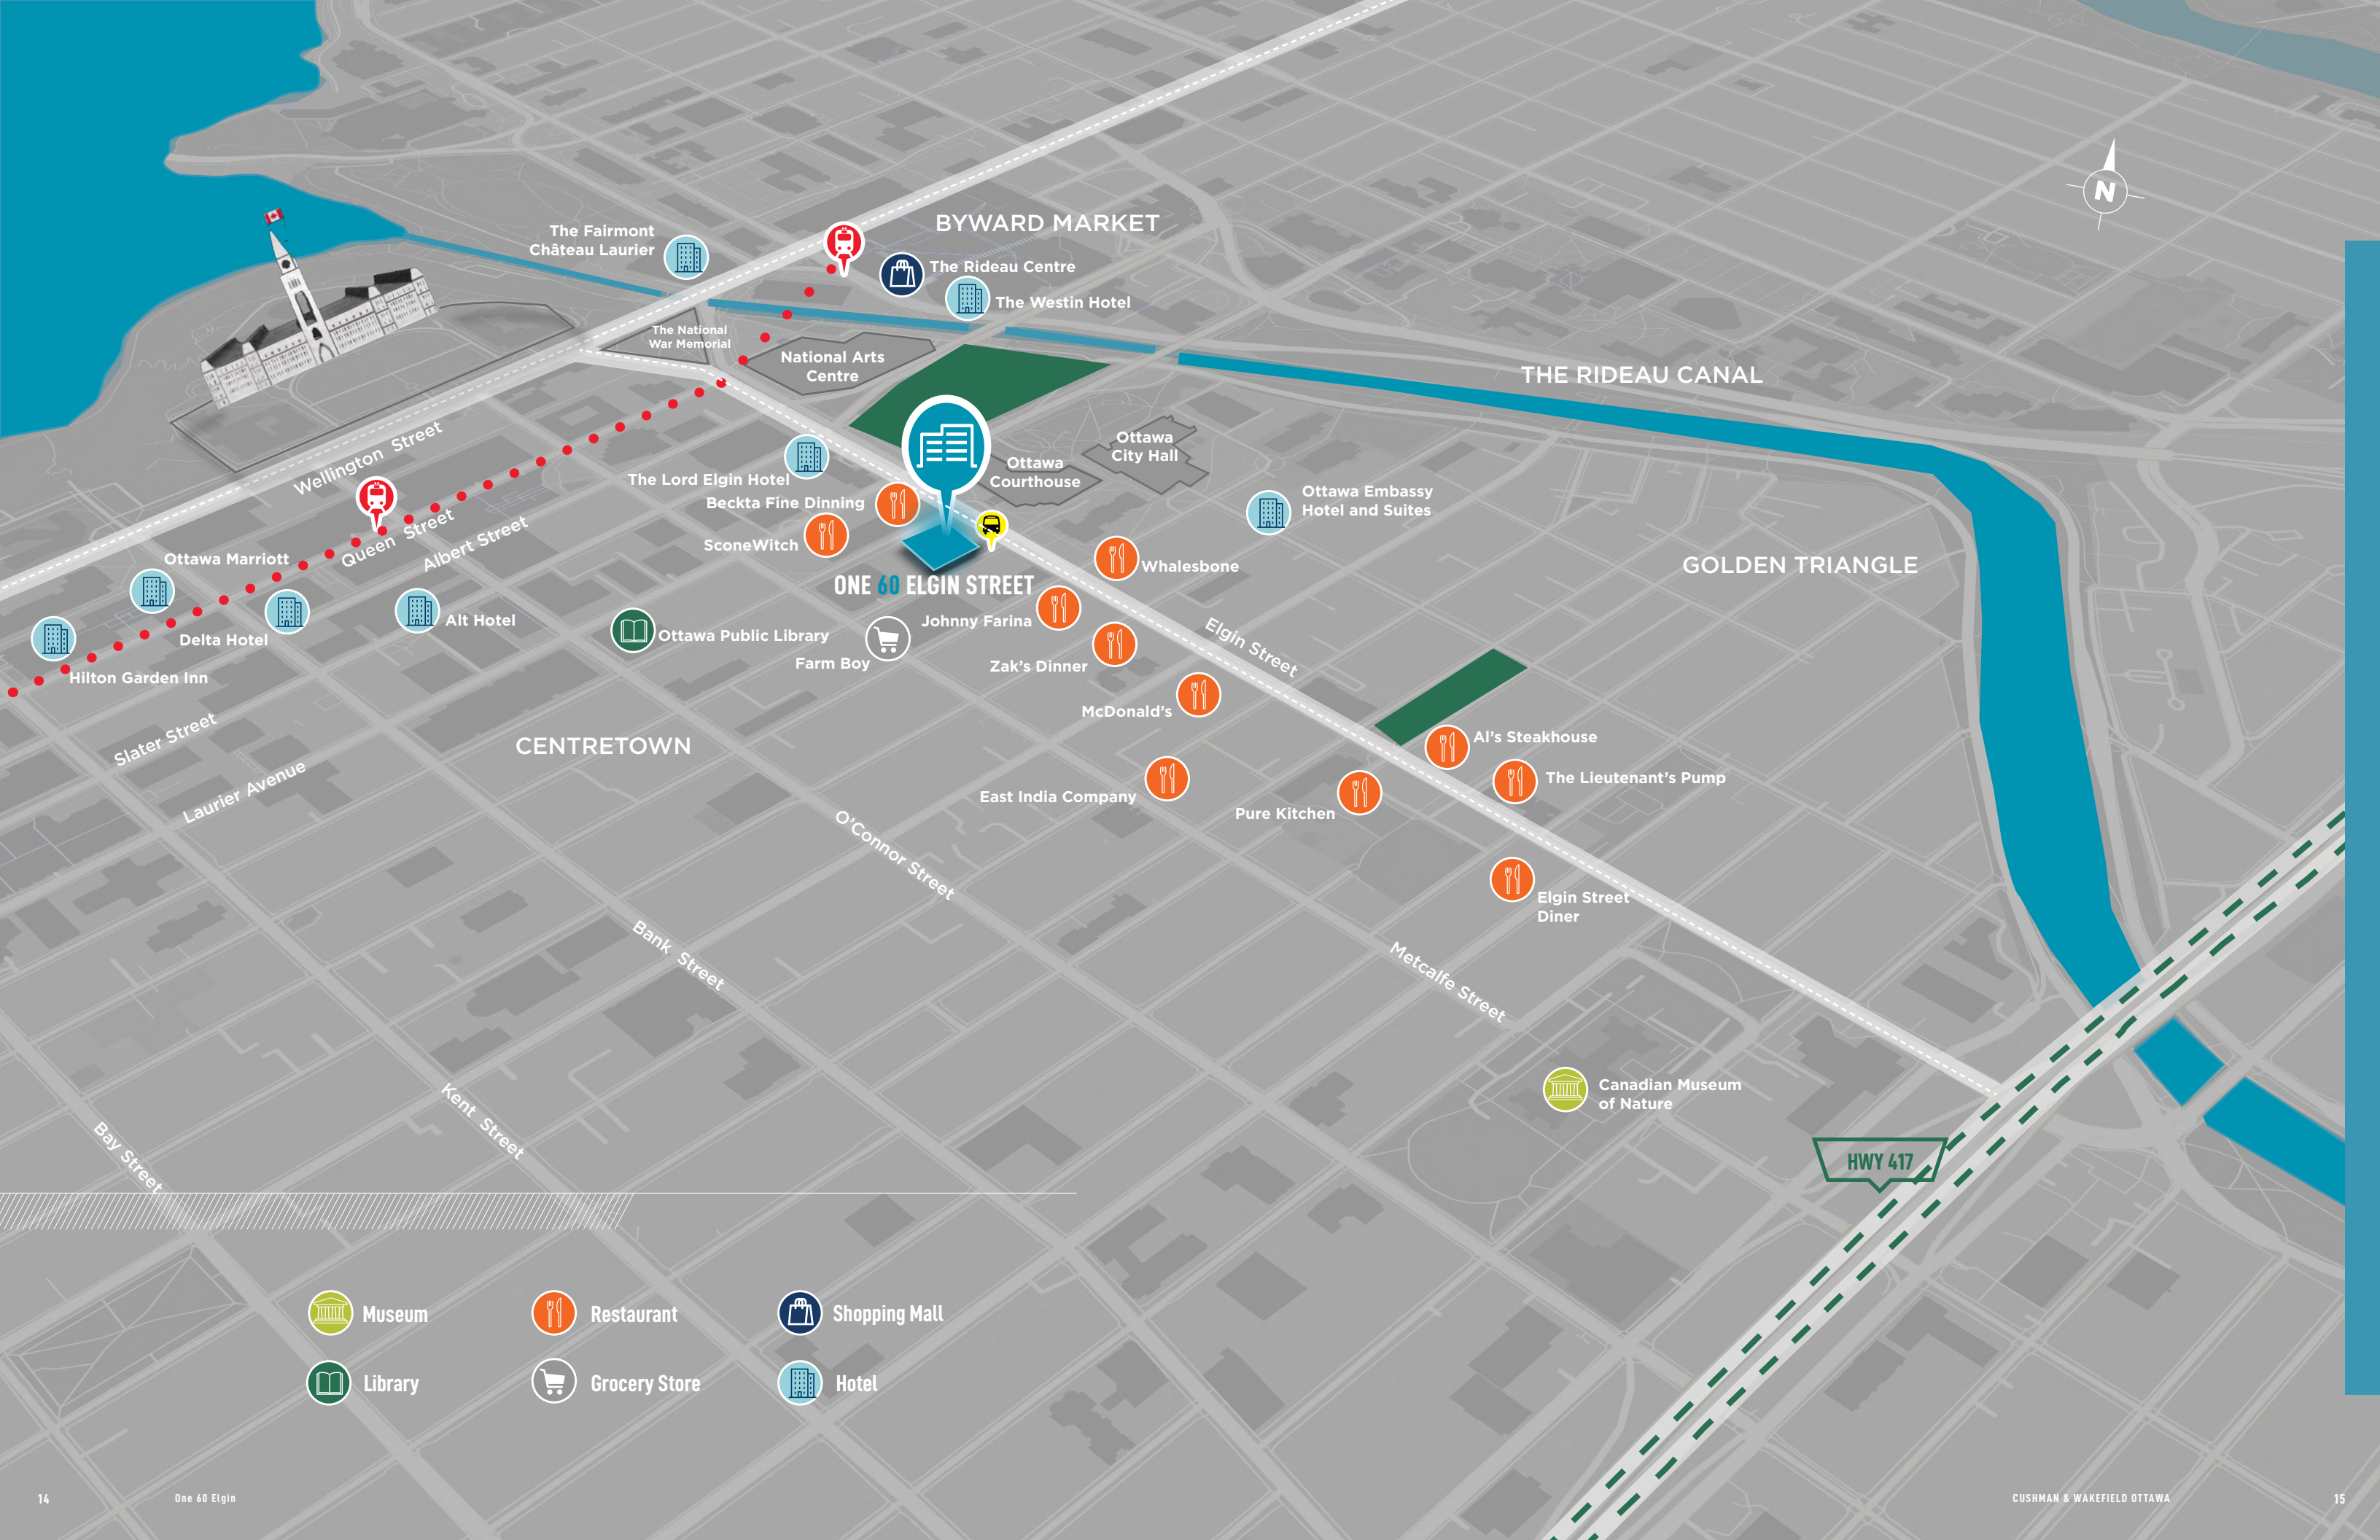 N
BYWARD MARKET
The Fairmont
Château Laurier
The Rideau Centre
The Westin Hotel
The National
War Memorial
National Arts
Centre
THE RIDEAU CANAL
Wellington Street
Ottawa
City Hall
Ottawa
Courthouse
The Lord Elgin Hotel
Beckta Fine Dinning
Ottawa Embassy
Hotel and Suites
SconeWitch
Queen Street
Albert Street
Ottawa Marriott
Whalesbone
GOLDEN TRIANGLE
ONE 60 ELGIN STREET
Alt Hotel
Delta Hotel
Ottawa Public Library
Johnny Farina
Elgin Street
Farm Boy
Zak's Dinner
Hilton Garden Inn
McDonald's
Slater Street
CENTRETOWN
Al's Steakhouse
Laurier Avenue
The Lieutenant's Pump
East India Company
Pure Kitchen
O'Connor Street
Elgin Street
Diner
Bank Street
Metcalfe Street
Canadian Museum
of Nature
Kent Street
Bay Street
HWY 417
Museum
Restaurant
Shopping Mall
Library
Grocery Store
Hotel
14
One 60 Elgin
CUSHMAN & WAKEFIELD OTTAWA
15